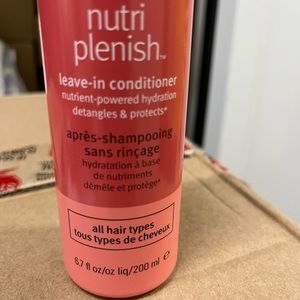 nutri
plenish™
leave-in conditioner
nutrient-powered hydration
detangles & protects*
après-shampooing
sans rinçage
hydratation à base
de nutriments
démêle et protège*
all hair types
tous types de cheveux
6.7 fl oz/oz liq/200 ml e